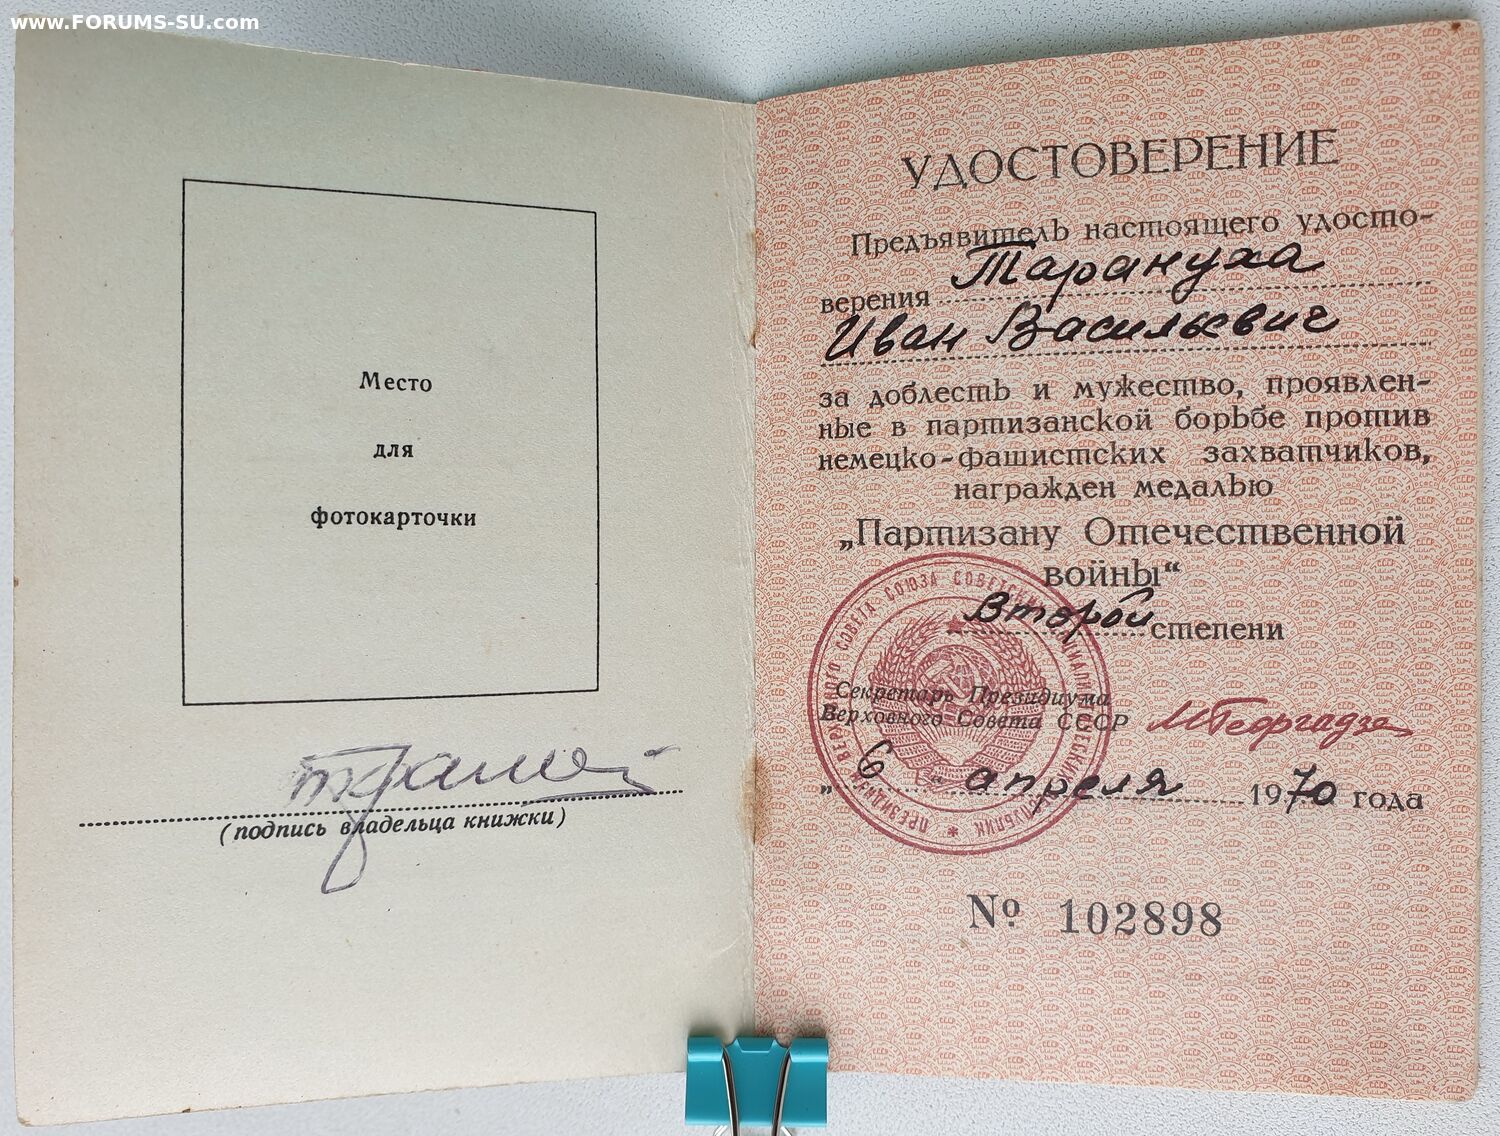 www.FORUMS-SU.com
Место
для
фотокарточки
(подпись владельца книжки)
УДОСТОВЕРЕНИЕ
Предъявитель настоящего удосто-
верения Тарануха
Иван Васильевич
за доблесть и мужество, проявлен-
ные в партизанской борьбе против
немецко-фашистских захватчиков,
награжден медалью
„Партизану Отечественной
войны“
Второй степени
Секретарь Президиума
Верховного Совета СССР МГеоргадзе
„6“ апреля 1970 года
№ 102898